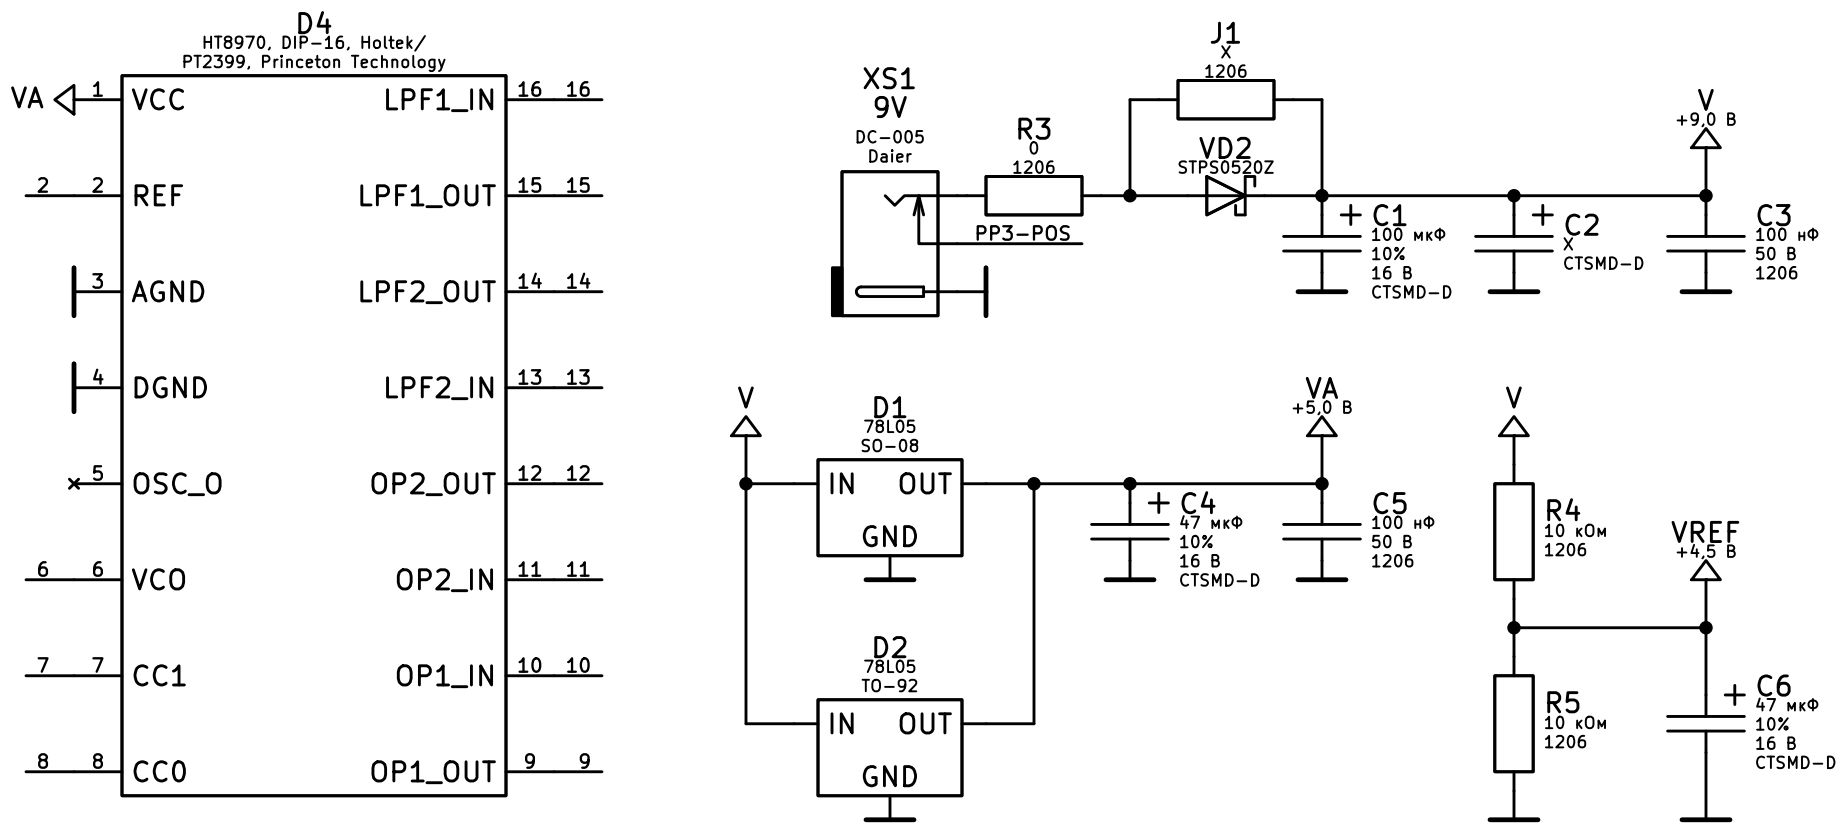 D4
HT8970, DIP-16, Holtek/
PT2399, Princeton Technology
VA
1 VCC
LPF1_IN 16 16
2 2 REF
LPF1_OUT 15 15
3 AGND
LPF2_OUT 14 14
4 DGND
LPF2_IN 13 13
5 OSC_O
OP2_OUT 12 12
6 6 VCO
OP2_IN 11 11
7 7 CC1
OP1_IN 10 10
8 8 CC0
OP1_OUT 9 9
XS1
9V
DC-005
Daier
PP3-POS
R3
0
1206
J1
X
1206
VD2
STPS0520Z
+ C1
100 мкФ
10%
16 В
CTSMD-D
+ C2
X
CTSMD-D
V
+9,0 В
C3
100 нФ
50 В
1206
V
D1
78L05
SO-08
IN OUT
GND
D2
78L05
TO-92
IN OUT
GND
+ C4
47 мкФ
10%
16 В
CTSMD-D
VA
+5,0 В
C5
100 нФ
50 В
1206
V
R4
10 кОм
1206
R5
10 кОм
1206
VREF
+4,5 В
+ C6
47 мкФ
10%
16 В
CTSMD-D